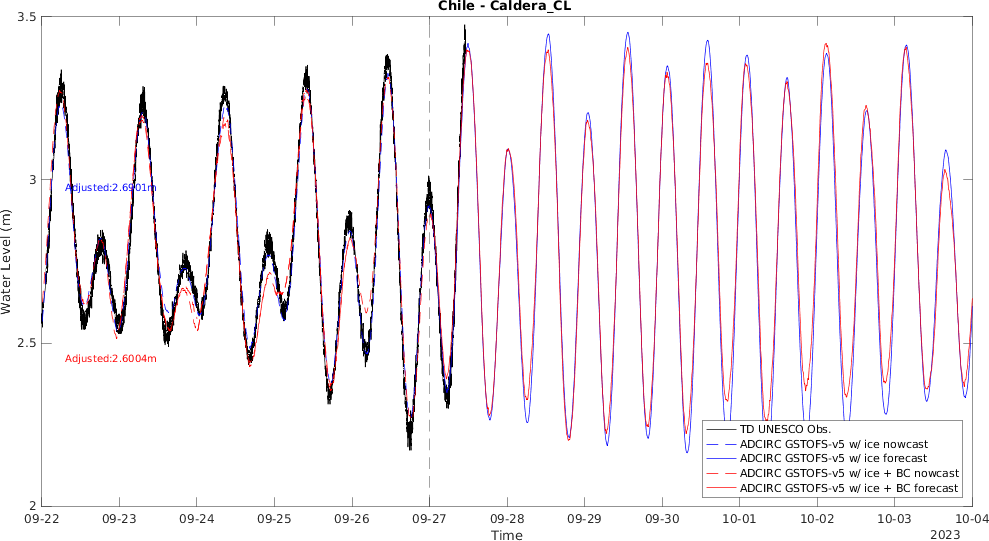 Chile - Caldera_CL
3.5
3
2.5
2
Water Level (m)
Adjusted:2.6901m
Adjusted:2.6004m
TD UNESCO Obs.
ADCIRC GSTOFS-v5 w/ ice nowcast
ADCIRC GSTOFS-v5 w/ ice forecast
ADCIRC GSTOFS-v5 w/ ice + BC nowcast
ADCIRC GSTOFS-v5 w/ ice + BC forecast
09-22 09-23 09-24 09-25 09-26 09-27 09-28 09-29 09-30 10-01 10-02 10-03 10-04
Time
2023